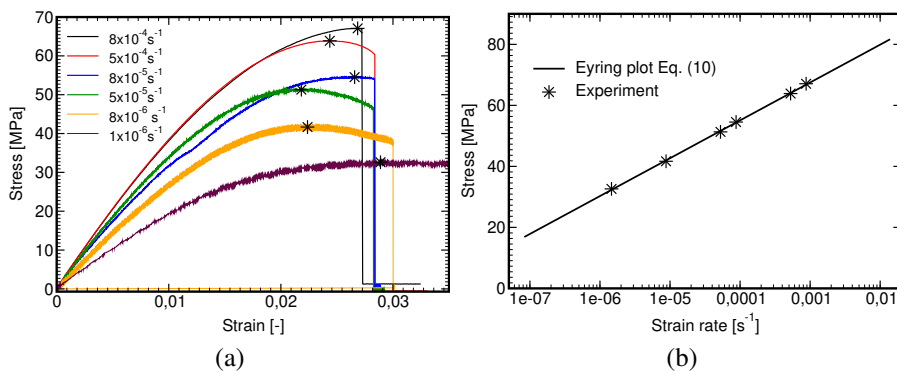 70
60
50
40
30
20
10
0
Stress [MPa]
8x10⁻⁴s⁻¹
5x10⁻⁴s⁻¹
8x10⁻⁵s⁻¹
5x10⁻⁵s⁻¹
8x10⁻⁶s⁻¹
1x10⁻⁶s⁻¹
0 0,01 0,02 0,03
Strain [-]
(a)
80
60
40
20
0
Stress [MPa]
Eyring plot Eq. (10)
Experiment
1e-07 1e-06 1e-05 0,0001 0,001 0,01
Strain rate [s⁻¹]
(b)